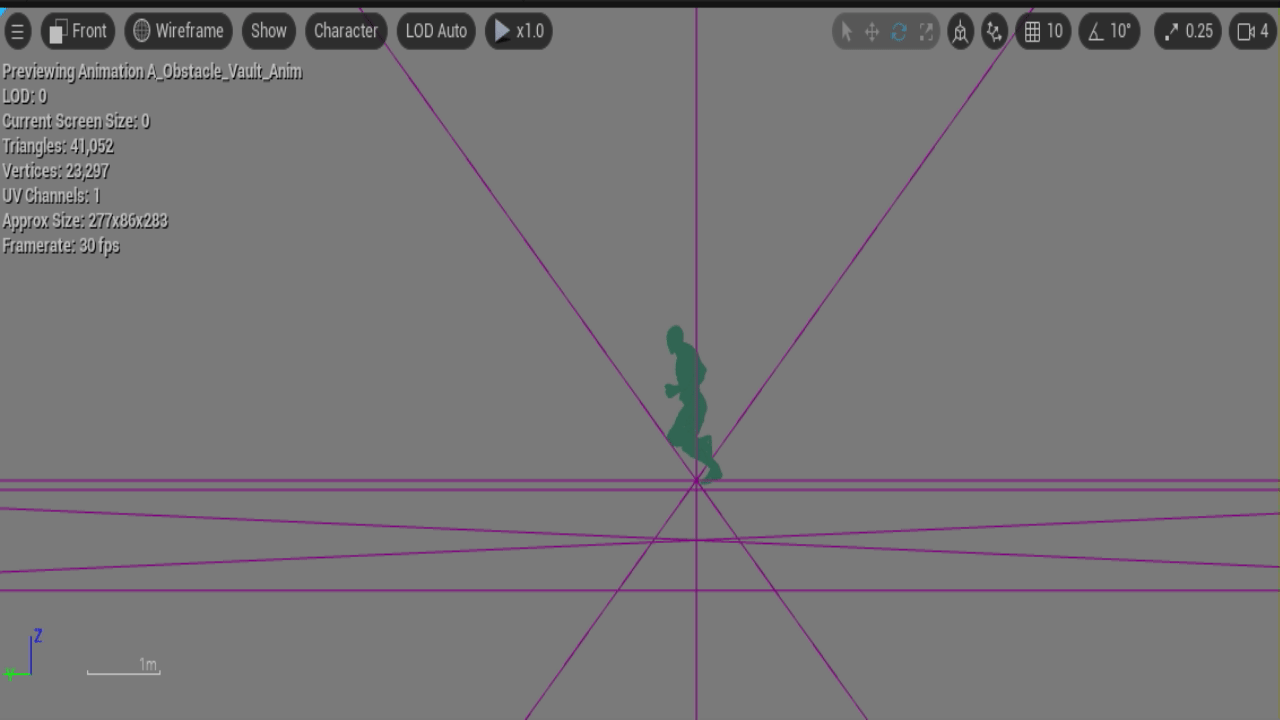 Front Wireframe Show Character LOD Auto x1.0 10 10° 0.25 4
Previewing Animation A_Obstacle_Vault_Anim
LOD: 0
Current Screen Size: 0
Triangles: 41,052
Vertices: 23,297
UV Channels: 1
Approx Size: 277x86x283
Framerate: 30 fps
Z
Y
1m